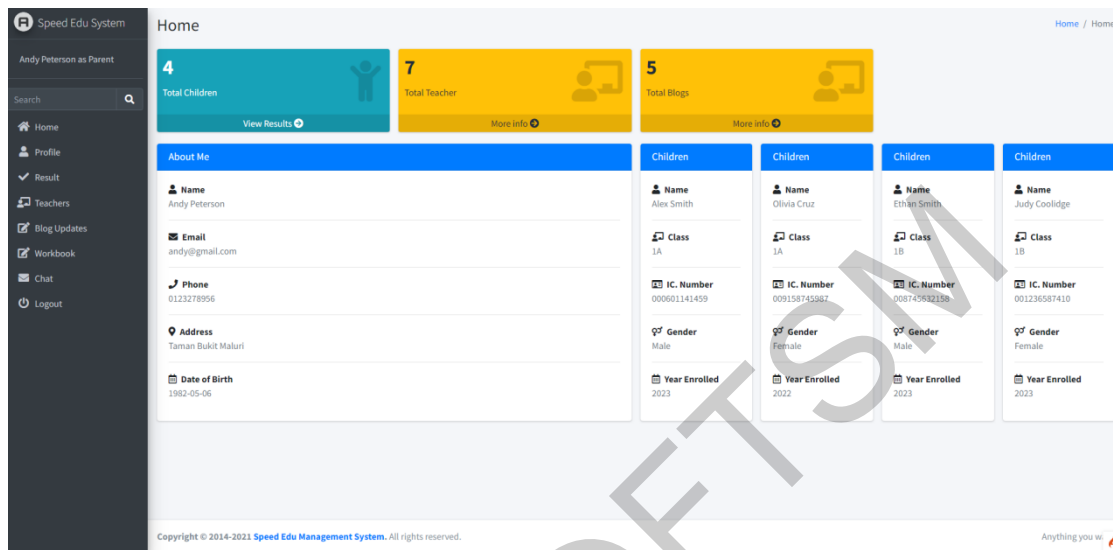 Speed Edu System
Andy Peterson as Parent
Search
Home
Profile
Result
Teachers
Blog Updates
Workbook
Chat
Logout
Home
Home / Home
4
Total Children
View Results
7
Total Teacher
More info
5
Total Blogs
More info
About Me
Name
Andy Peterson
Email
andy@gmail.com
Phone
0123278956
Address
Taman Bukit Maluri
Date of Birth
1982-05-06
Children
Name
Alex Smith
Class
1A
IC. Number
000601141459
Gender
Male
Year Enrolled
2023
Children
Name
Olivia Cruz
Class
1A
IC. Number
009158745987
Gender
Female
Year Enrolled
2022
Children
Name
Ethan Smith
Class
1B
IC. Number
008745632158
Gender
Male
Year Enrolled
2023
Children
Name
Judy Coolidge
Class
1B
IC. Number
001236587410
Gender
Female
Year Enrolled
2023
Copyright © 2014-2021 Speed Edu Management System. All rights reserved.
Anything you w
FTSM